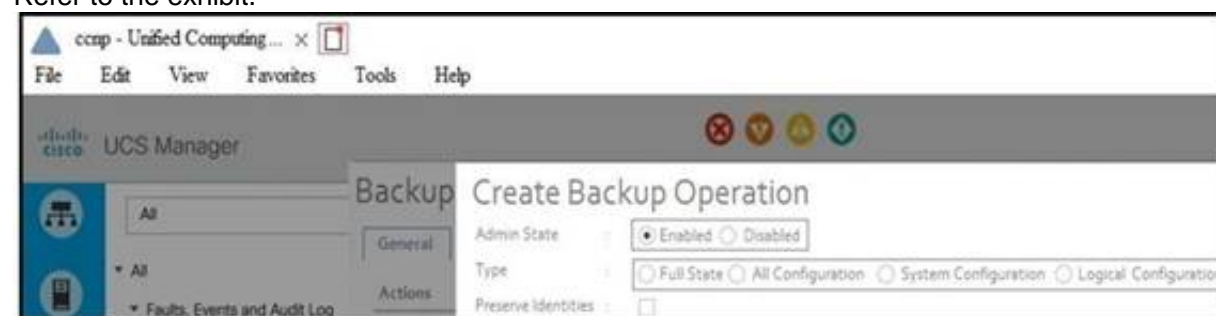 Refer to the exhibit.
ccnp - Unified Computing...
File Edit View Favorites Tools Help
cisco UCS Manager
All
All
Faults, Events and Audit Log
Backup
General
Actions
Create Backup Operation
Admin State : Enabled Disabled
Type : Full State All Configuration System Configuration Logical Configuratio
Preserve Identities :